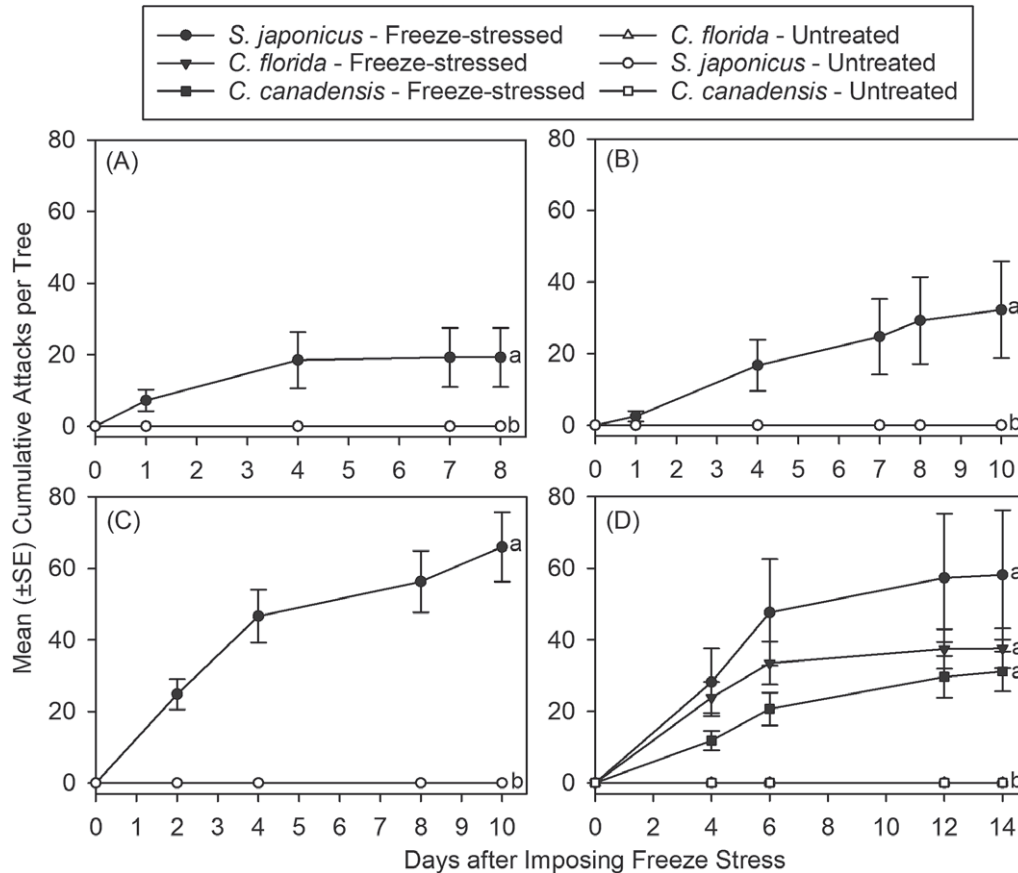 S. japonicus - Freeze-stressed
C. florida - Freeze-stressed
C. canadensis - Freeze-stressed
C. florida - Untreated
S. japonicus - Untreated
C. canadensis - Untreated
Mean (±SE) Cumulative Attacks per Tree
(A)
80
60
40
20
0
a
b
0 1 2 3 4 5 6 7 8
(B)
80
60
40
20
0
a
b
0 1 2 3 4 5 6 7 8 9 10
(C)
80
60
40
20
0
a
b
0 1 2 3 4 5 6 7 8 9 10
(D)
80
60
40
20
0
a
a
a
b
0 2 4 6 8 10 12 14
Days after Imposing Freeze Stress